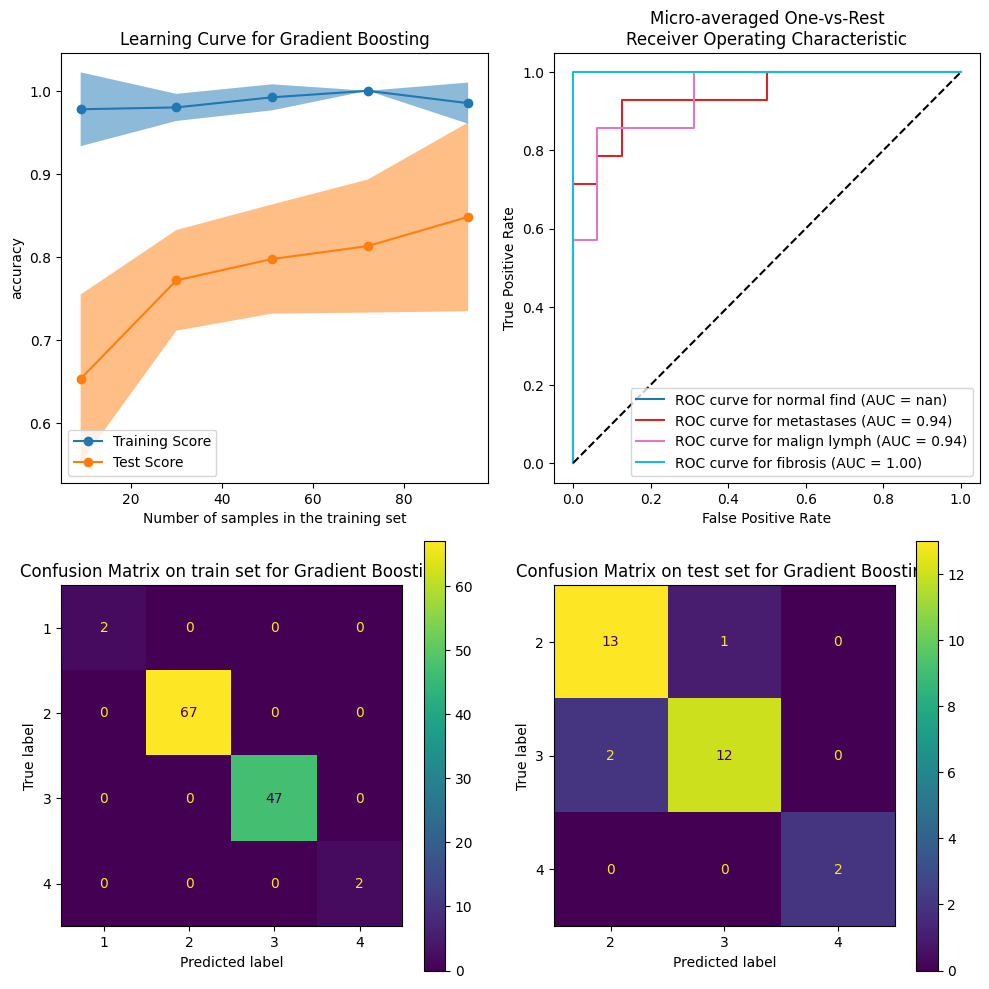 Learning Curve for Gradient Boosting
1.0
0.9
0.8
0.7
0.6
accuracy
20
40
60
80
Number of samples in the training set
Training Score
Test Score
Micro-averaged One-vs-Rest
Receiver Operating Characteristic
1.0
0.8
0.6
0.4
0.2
0.0
True Positive Rate
0.0
0.2
0.4
0.6
0.8
1.0
False Positive Rate
ROC curve for normal find (AUC = nan)
ROC curve for metastases (AUC = 0.94)
ROC curve for malign lymph (AUC = 0.94)
ROC curve for fibrosis (AUC = 1.00)
Confusion Matrix on train set for Gradient Boosti
1
2
3
4
True label
2 0 0 0
0 67 0 0
0 0 47 0
0 0 0 2
1
2
3
4
Predicted label
60
50
40
30
20
10
0
Confusion Matrix on test set for Gradient Boostin
2
3
4
True label
13 1 0
2 12 0
0 0 2
2
3
4
Predicted label
12
10
8
6
4
2
0